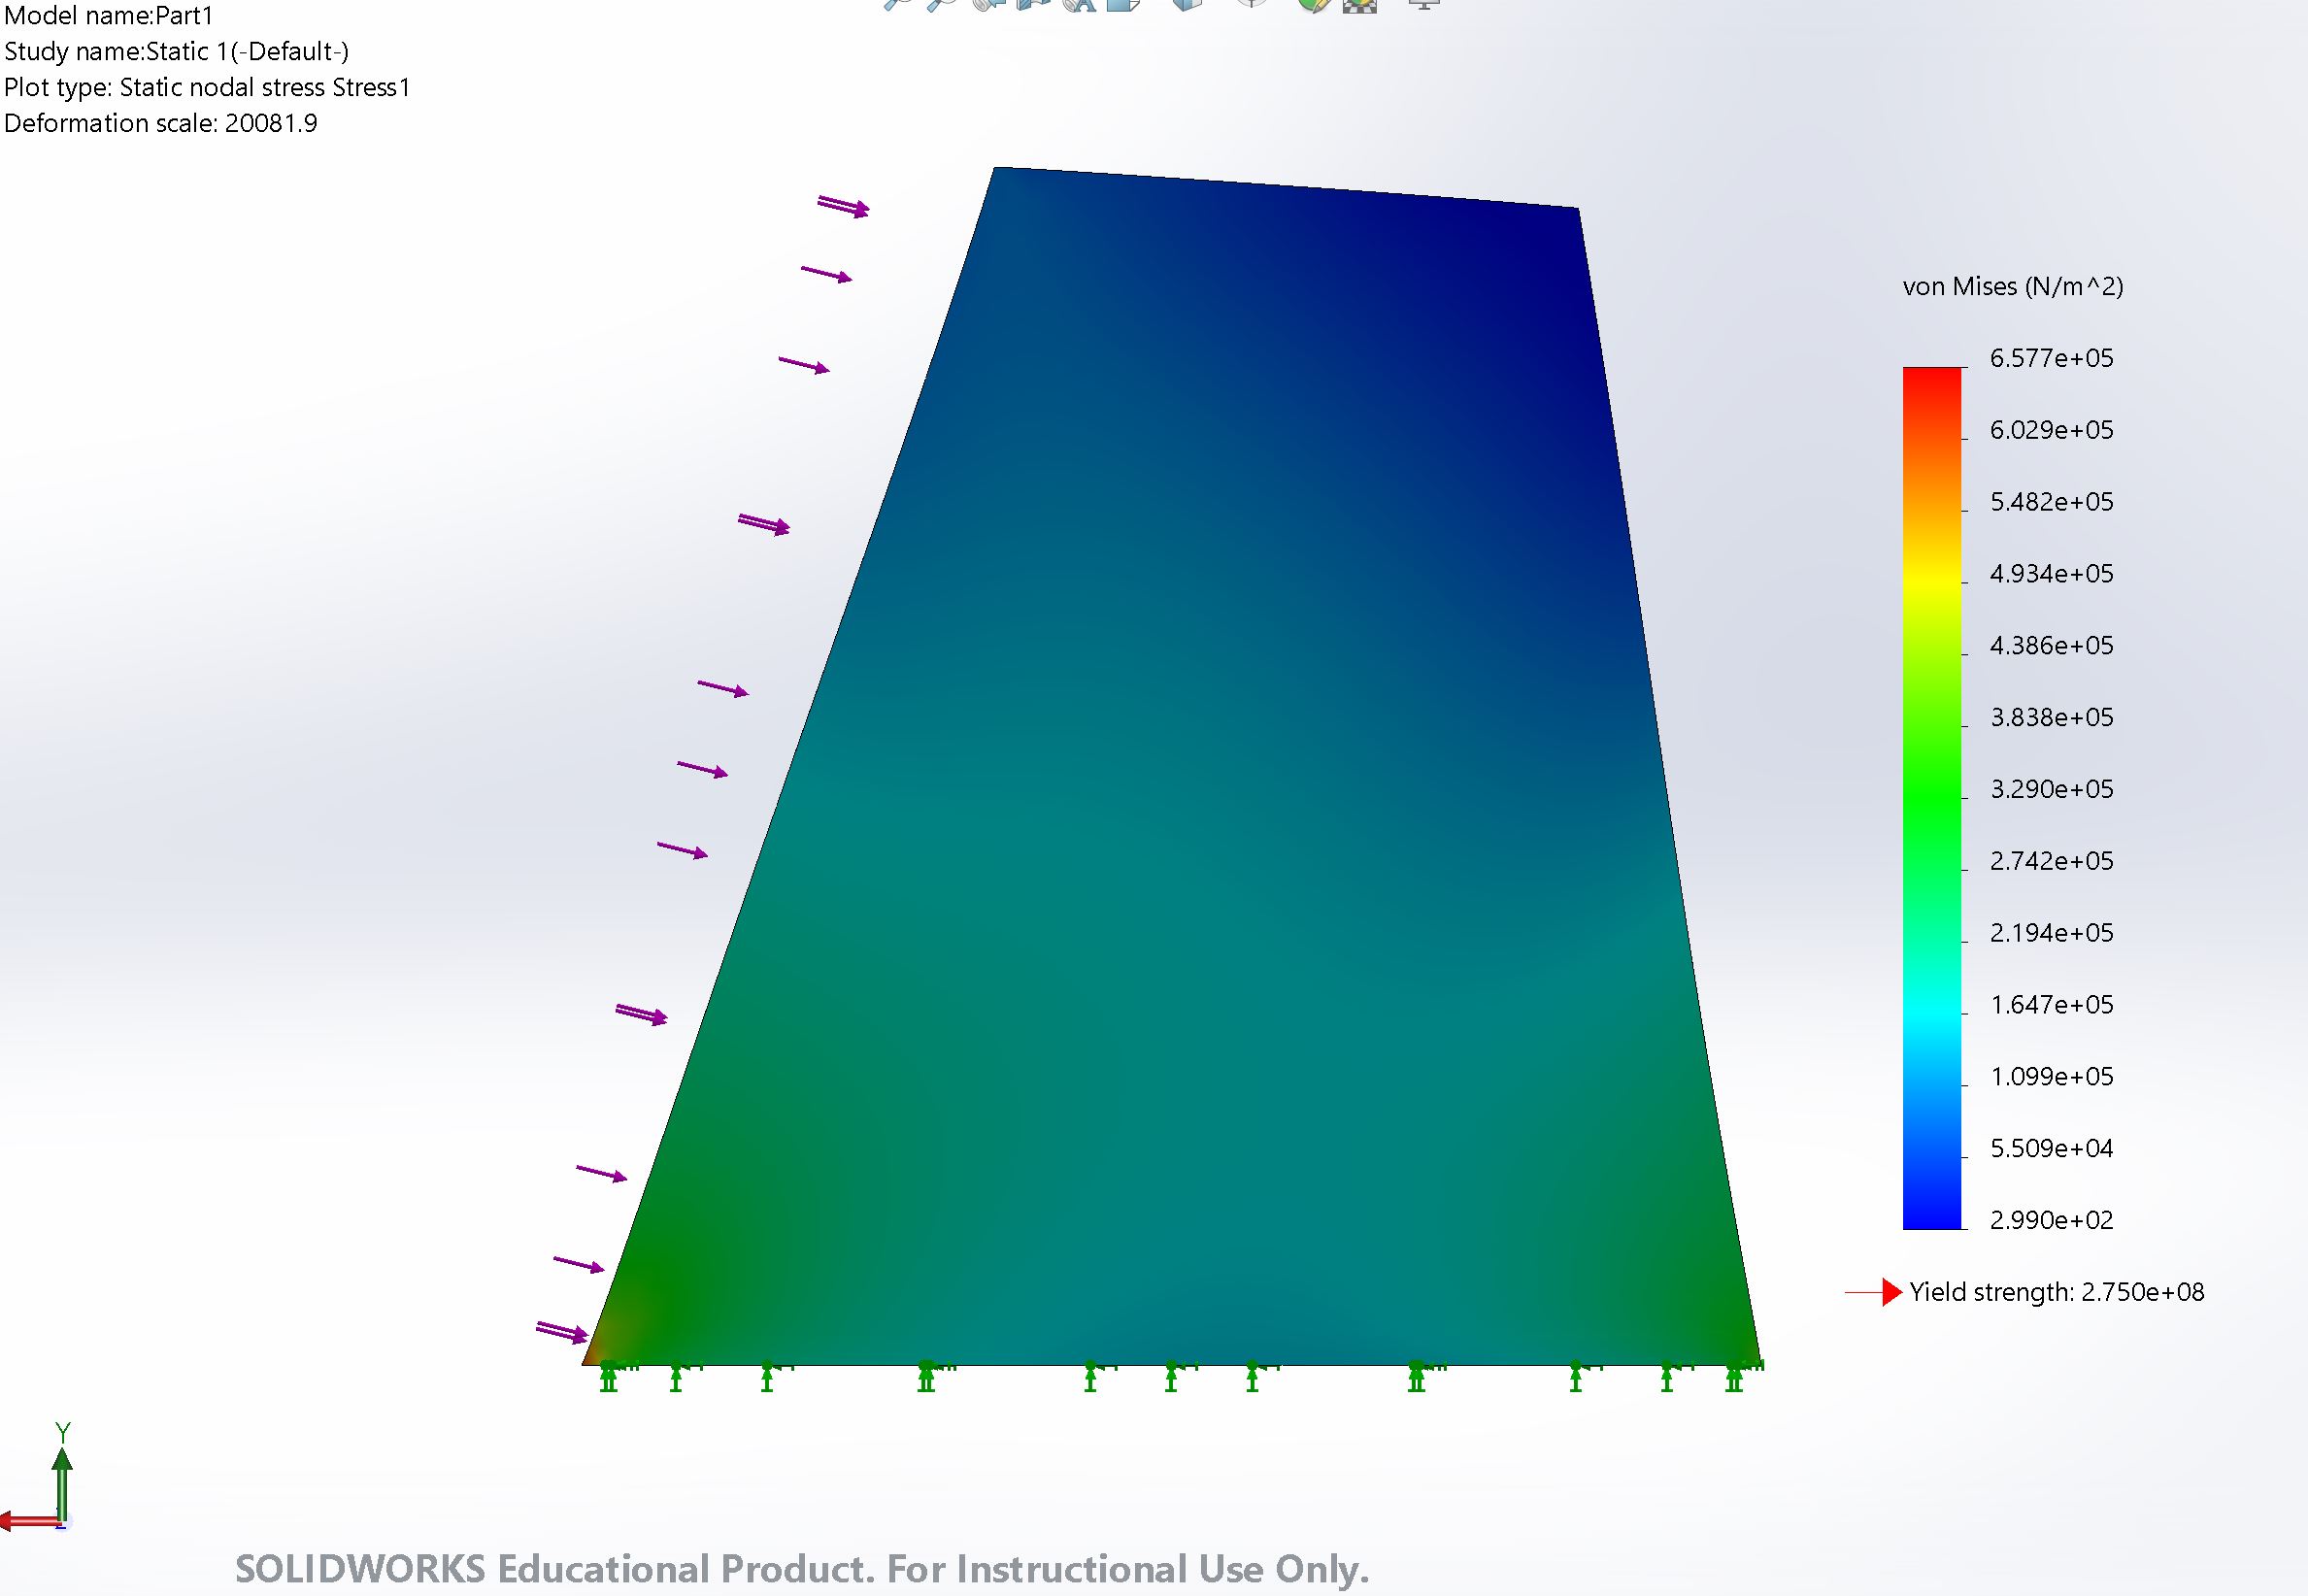 Model name:Part1
Study name:Static 1(-Default-)
Plot type: Static nodal stress Stress1
Deformation scale: 20081.9
von Mises (N/m^2)
6.577e+05
6.029e+05
5.482e+05
4.934e+05
4.386e+05
3.838e+05
3.290e+05
2.742e+05
2.194e+05
1.647e+05
1.099e+05
5.509e+04
2.990e+02
Yield strength: 2.750e+08
Y
SOLIDWORKS Educational Product. For Instructional Use Only.